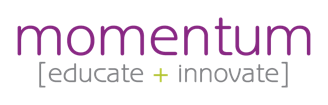 momentum
[educate + innovate]